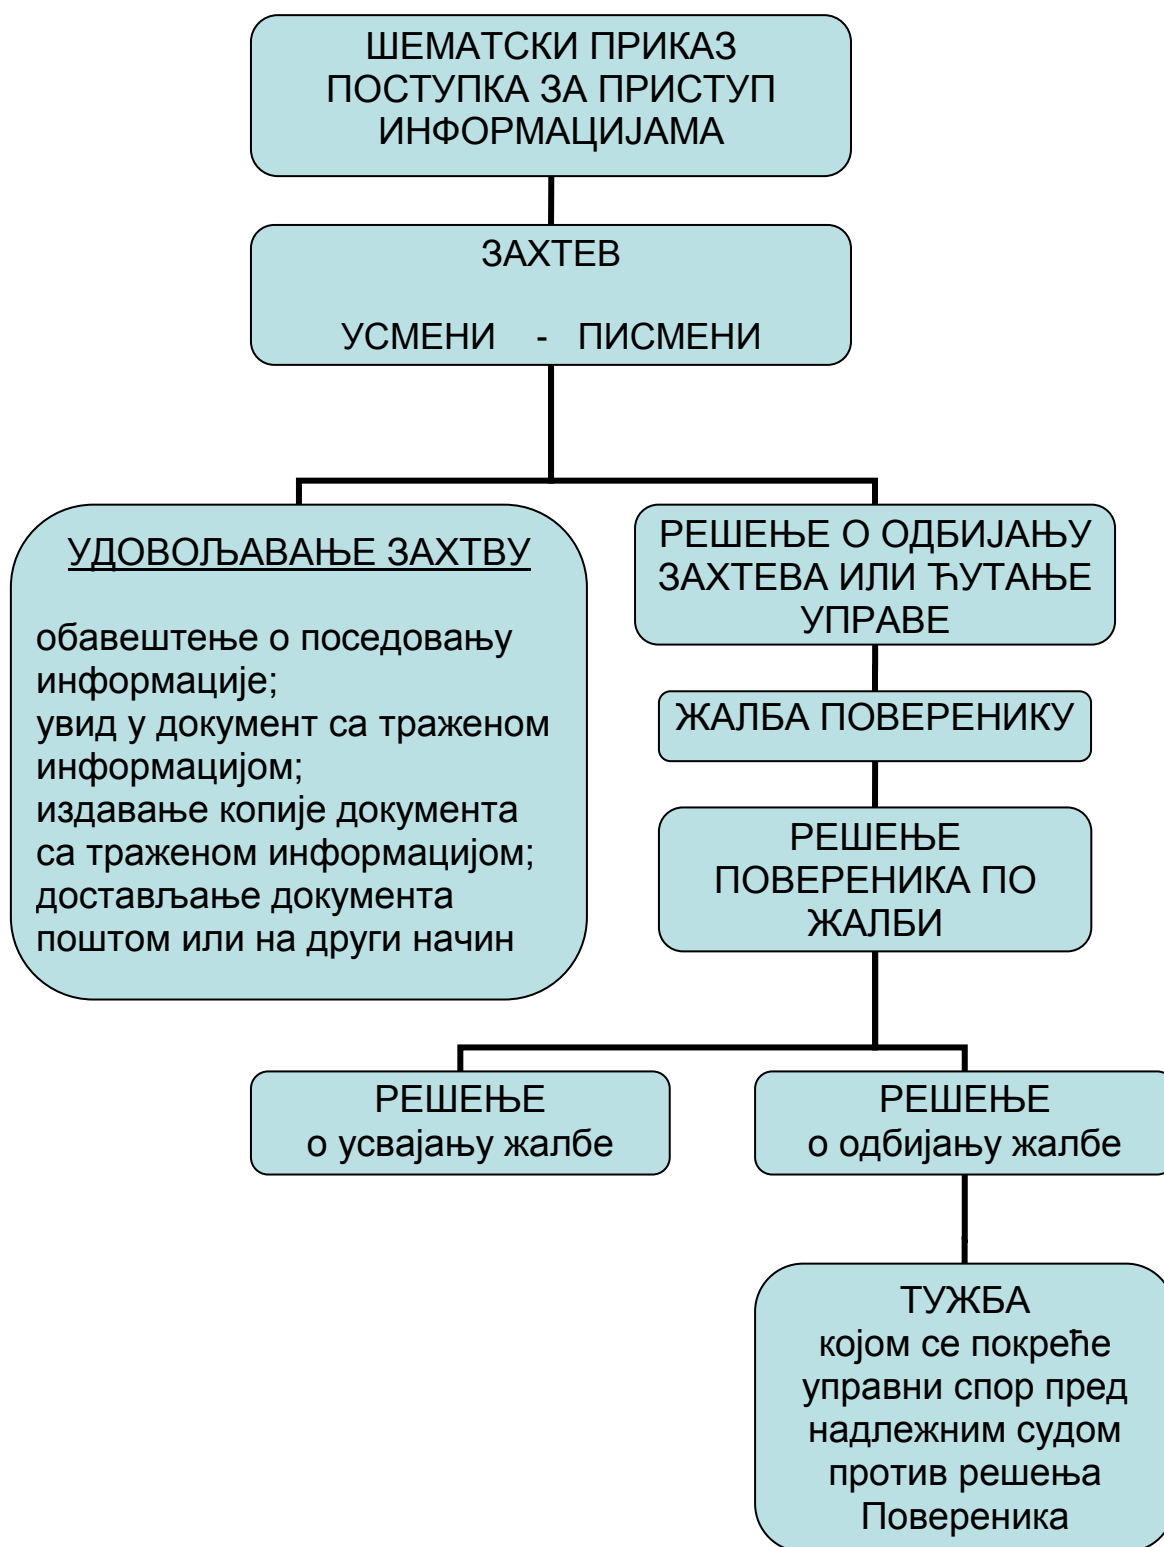 ШЕМАТСКИ ПРИКАЗ
ПОСТУПКА ЗА ПРИСТУП
ИНФОРМАЦИЈАМА
ЗАХТЕВ
УСМЕНИ - ПИСМЕНИ
УДОВОЉАВАЊЕ ЗАХТВУ
обавештење о поседовању
информације;
увид у документ са траженом
информацијом;
издавање копије документа
са траженом информацијом;
достављање документа
поштом или на други начин
РЕШЕЊЕ О ОДБИЈАЊУ
ЗАХТЕВА ИЛИ ЋУТАЊЕ
УПРАВЕ
ЖАЛБА ПОВЕРЕНИКУ
РЕШЕЊЕ
ПОВЕРЕНИКА ПО
ЖАЛБИ
РЕШЕЊЕ
о усвајању жалбе
РЕШЕЊЕ
о одбијању жалбе
ТУЖБА
којом се покреће
управни спор пред
надлежним судом
против решења
Повереника